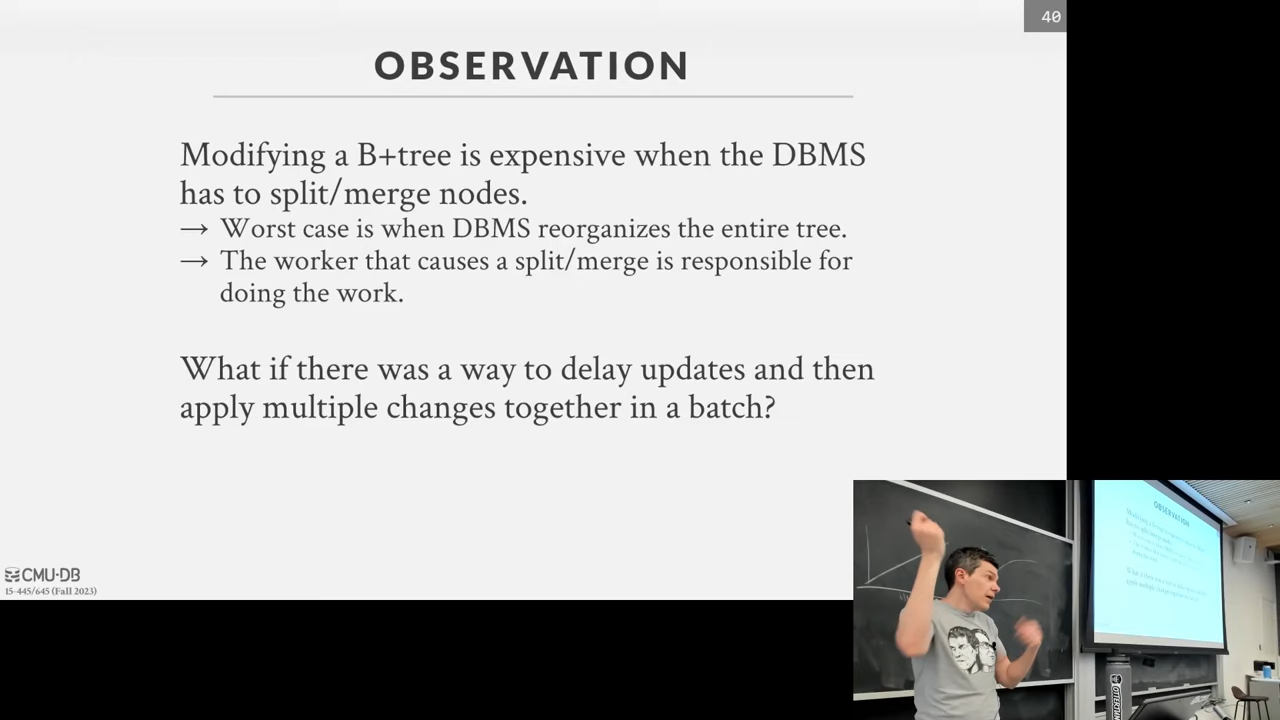 40
OBSERVATION
Modifying a B+tree is expensive when the DBMS
has to split/merge nodes.
→ Worst case is when DBMS reorganizes the entire tree.
→ The worker that causes a split/merge is responsible for
doing the work.
What if there was a way to delay updates and then
apply multiple changes together in a batch?
CMU·DB
15-445/645 (Fall 2023)
OBSERVATION